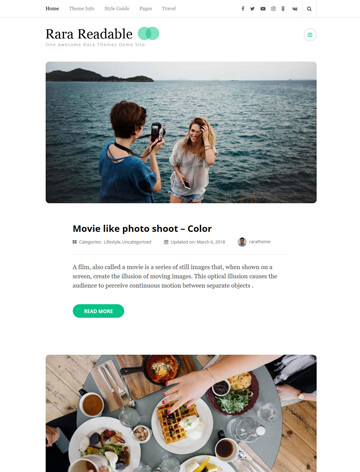 Home Theme Info Style Guide Pages Travel
Rara Readable
One awesome Rara Themes Demo Site
Movie like photo shoot – Color
Categories: Lifestyle,Uncategorized Updated on: March 6, 2018 raratheme
A film, also called a movie is a series of still images that, when shown on a
screen, create the illusion of moving images. This optical illusion causes the
audience to perceive continuous motion between separate objects .
READ MORE